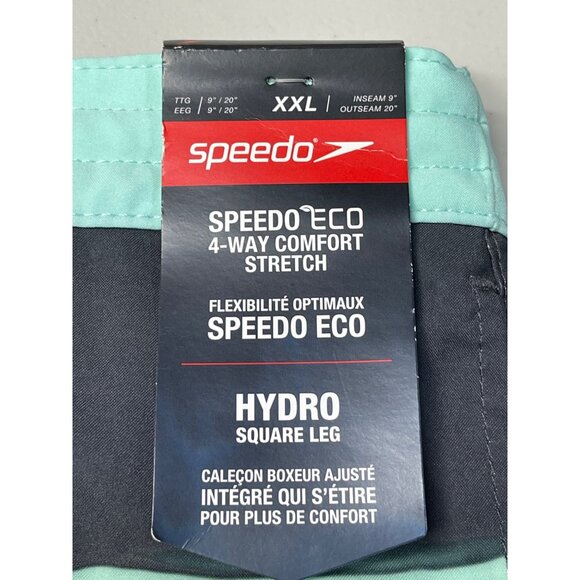 TTG | 9" / 20" XXL | INSEAM 9"
EEG | 9" / 20" OUTSEAM 20"
speedo®
SPEEDO ECO
4-WAY COMFORT
STRETCH
FLEXIBILITÉ OPTIMAUX
SPEEDO ECO
HYDRO
SQUARE LEG
CALEÇON BOXEUR AJUSTÉ
INTÉGRÉ QUI S'ÉTIRE
POUR PLUS DE CONFORT